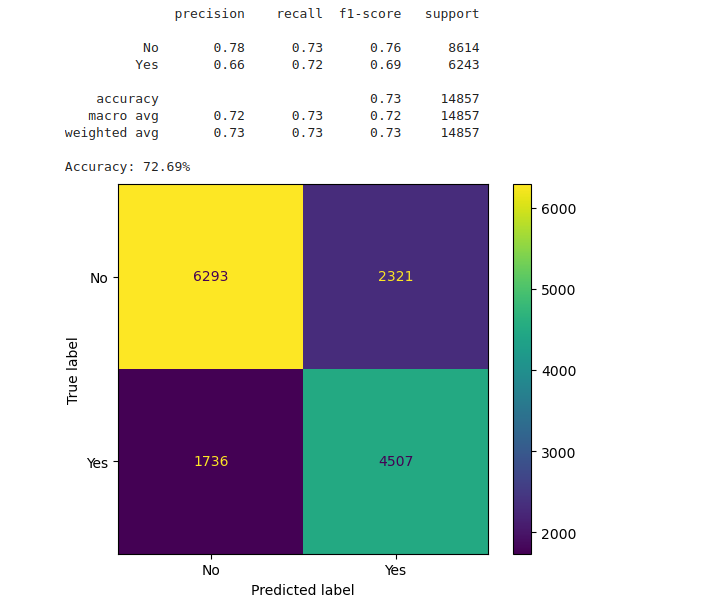 precision recall f1-score support
No 0.78 0.73 0.76 8614
Yes 0.66 0.72 0.69 6243
accuracy 0.73 14857
macro avg 0.72 0.73 0.72 14857
weighted avg 0.73 0.73 0.73 14857
Accuracy: 72.69%
6000
No 6293 2321
5000
True label
4000
3000
Yes 1736 4507
2000
No Yes
Predicted label